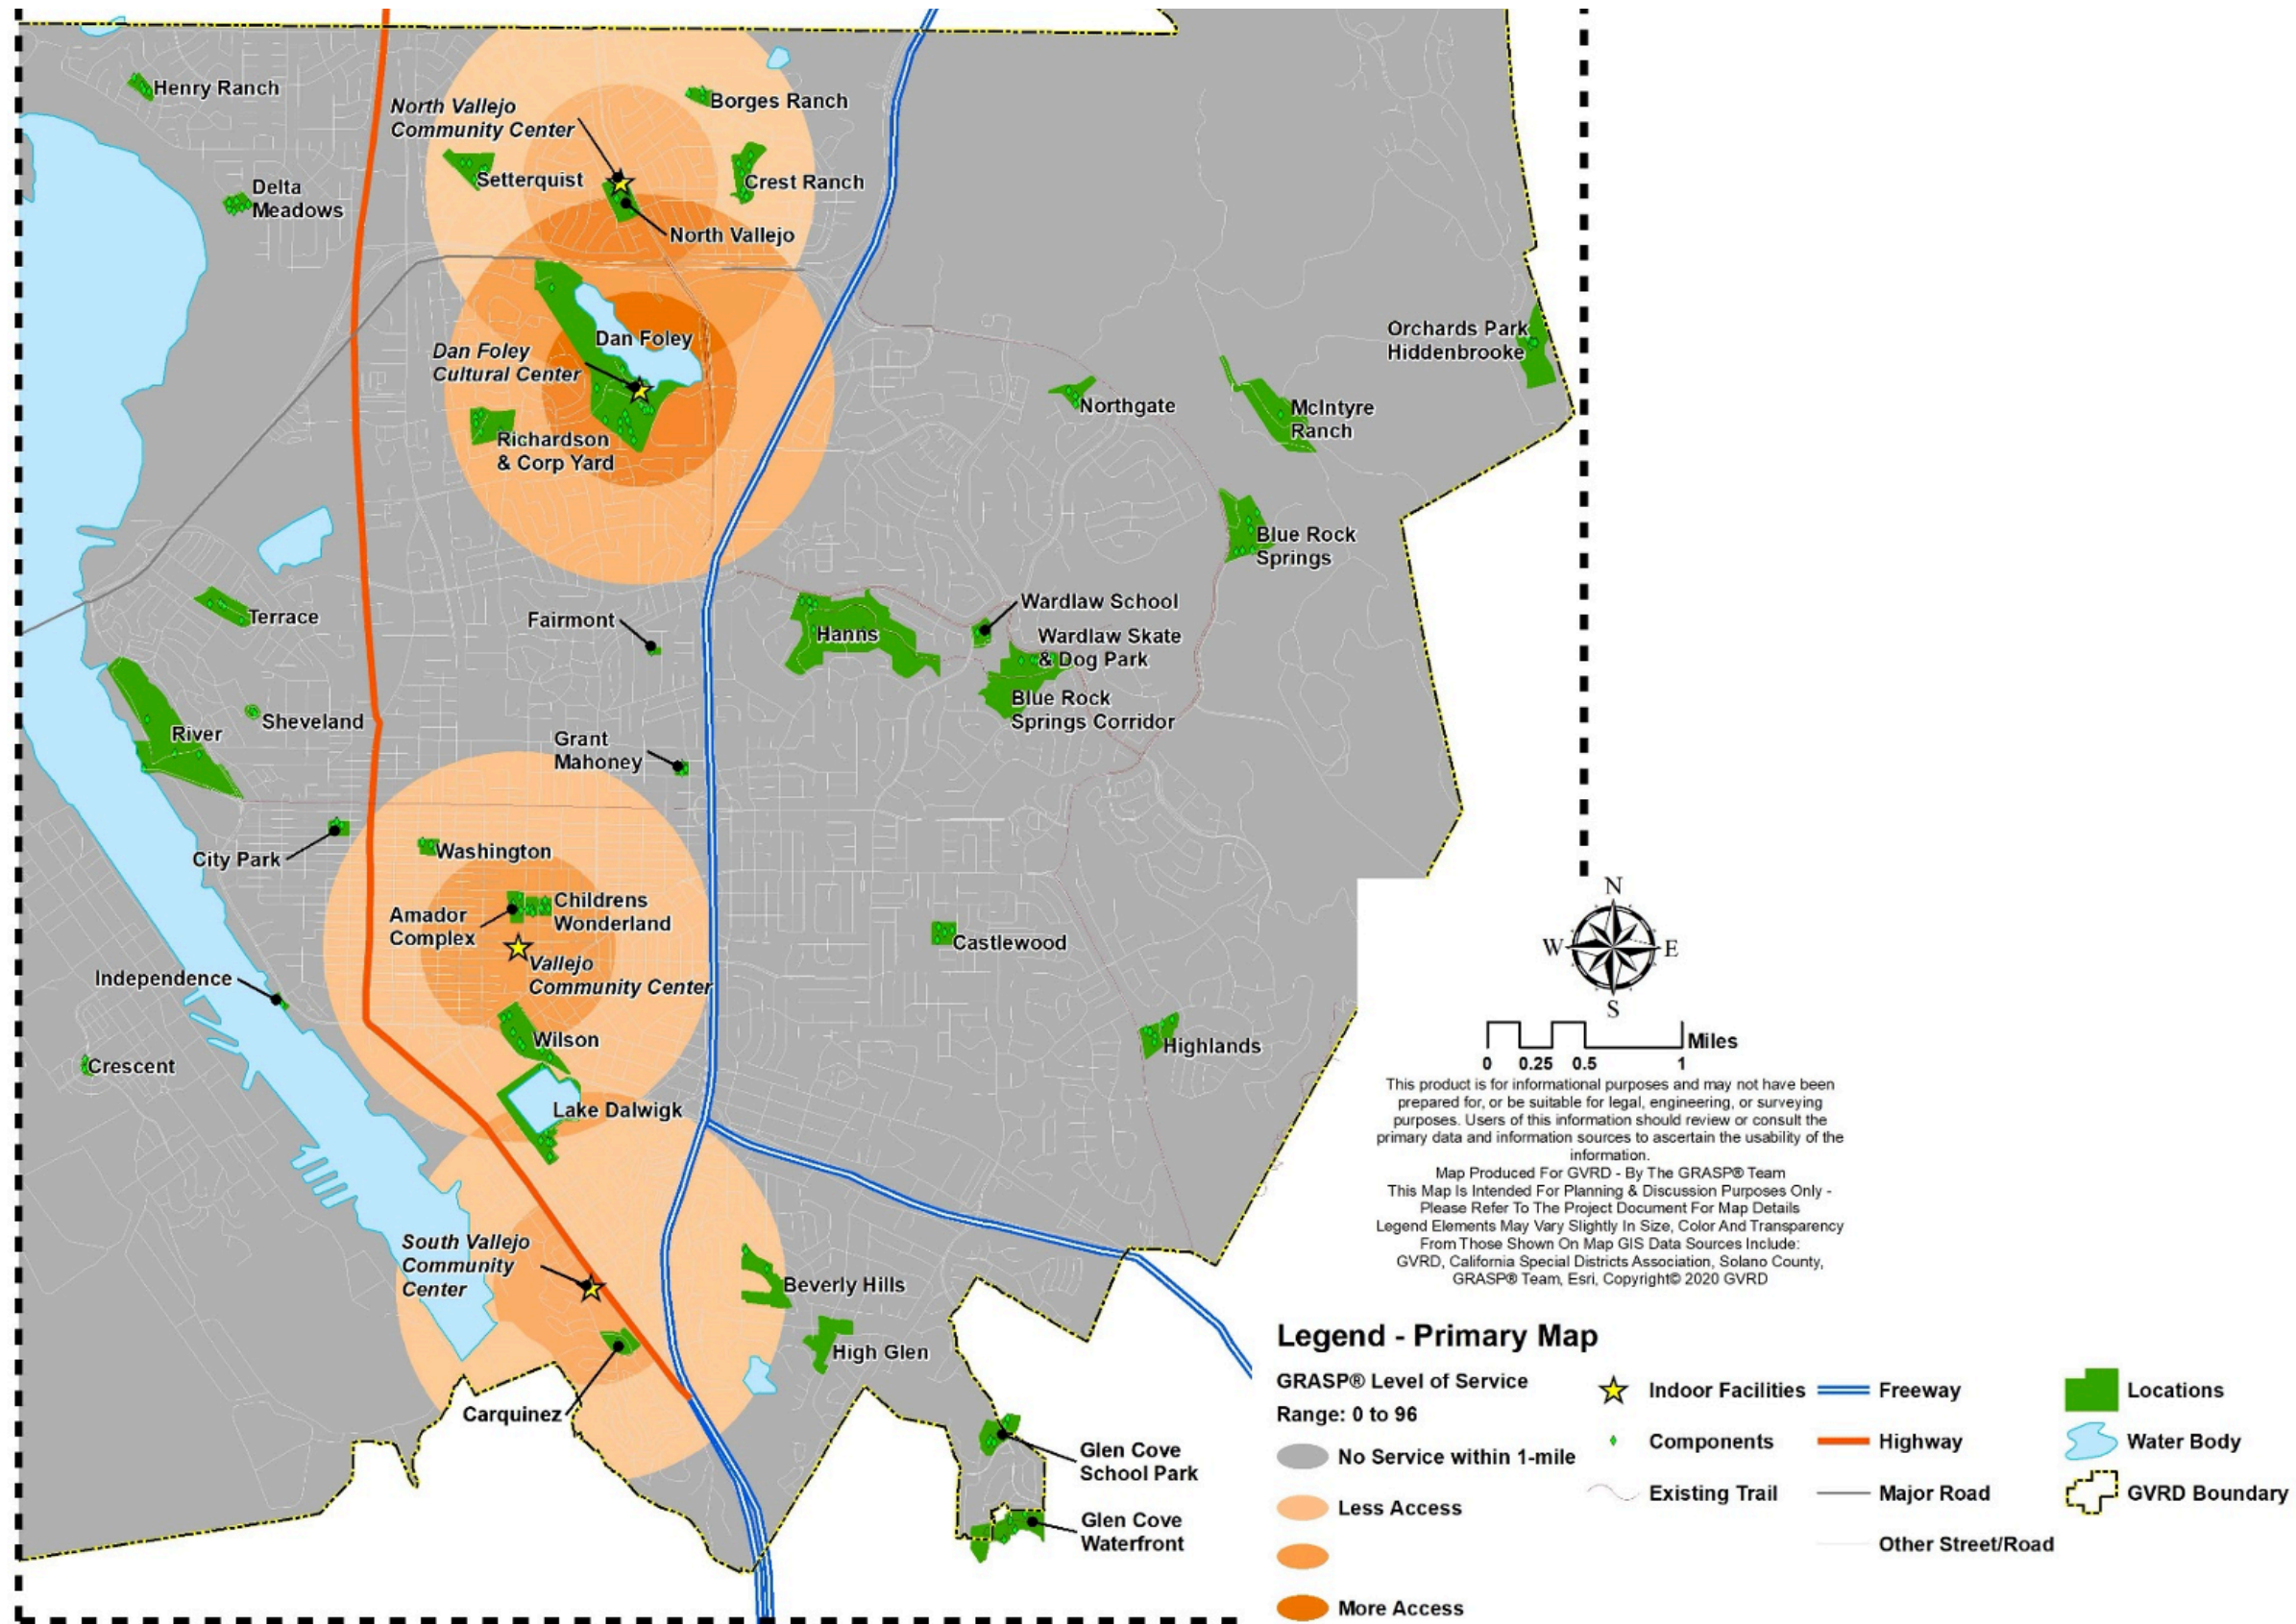 Henry Ranch
North Vallejo
Community Center
Borges Ranch
Setterquist
Crest Ranch
Delta
Meadows
North Vallejo
Dan Foley
Dan Foley
Cultural Center
Orchards Park
Hiddenbrooke
Northgate
McIntyre
Ranch
Richardson
& Corp Yard
Blue Rock
Springs
Terrace
Fairmont
Wardlaw School
Hanns
Wardlaw Skate
& Dog Park
Blue Rock
Springs Corridor
Sheveland
River
Grant
Mahoney
City Park
Washington
Amador
Complex
Childrens
Wonderland
Castlewood
Vallejo
Community Center
Independence
Wilson
Highlands
Crescent
Lake Dalwigk
South Vallejo
Community
Center
Beverly Hills
High Glen
Carquinez
Glen Cove
School Park
Glen Cove
Waterfront
N
W
E
S
Miles
0 0.25 0.5 1
This product is for informational purposes and may not have been
prepared for, or be suitable for legal, engineering, or surveying
purposes. Users of this information should review or consult the
primary data and information sources to ascertain the usability of the
information.
Map Produced For GVRD - By The GRASP® Team
This Map Is Intended For Planning & Discussion Purposes Only -
Please Refer To The Project Document For Map Details
Legend Elements May Vary Slightly In Size, Color And Transparency
From Those Shown On Map GIS Data Sources Include:
GVRD, California Special Districts Association, Solano County,
GRASP® Team, Esri, Copyright© 2020 GVRD
Legend - Primary Map
GRASP® Level of Service
Range: 0 to 96
No Service within 1-mile
Less Access
More Access
Indoor Facilities
Components
Existing Trail
Freeway
Highway
Major Road
Other Street/Road
Locations
Water Body
GVRD Boundary